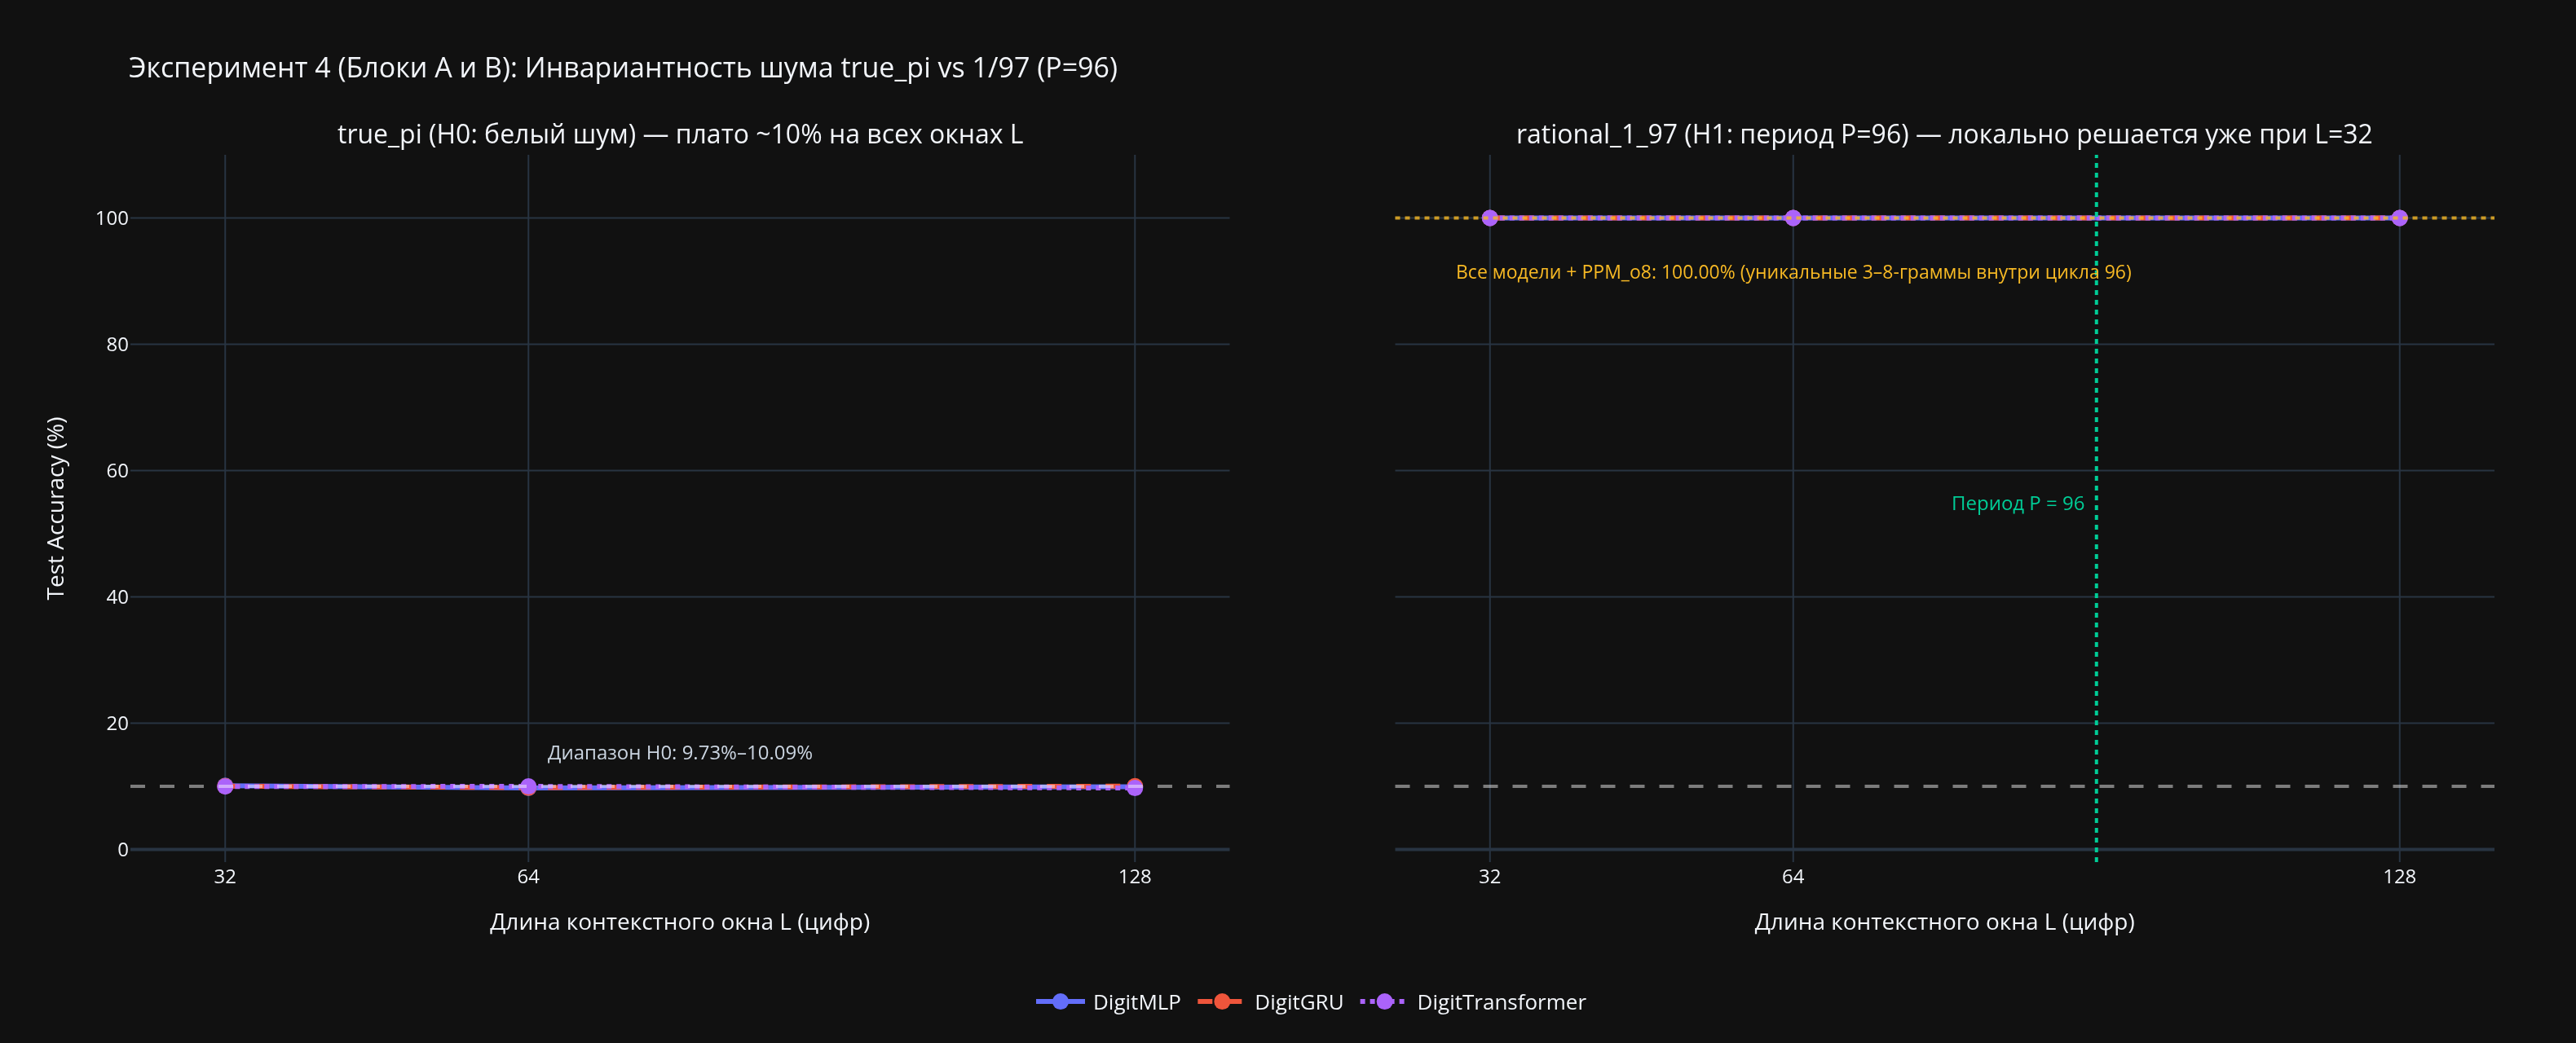 Эксперимент 4 (Блоки A и B): Инвариантность шума true_pi vs 1/97 (P=96)
true_pi (H0: белый шум) — плато ~10% на всех окнах L
rational_1_97 (H1: период P=96) — локально решается уже при L=32
Test Accuracy (%)
100
80
60
40
20
0
Диапазон H0: 9.73%–10.09%
32
64
128
Длина контекстного окна L (цифр)
Все модели + PPM_o8: 100.00% (уникальные 3–8-граммы внутри цикла 96)
Период P = 96
32
64
128
Длина контекстного окна L (цифр)
DigitMLP
DigitGRU
DigitTransformer